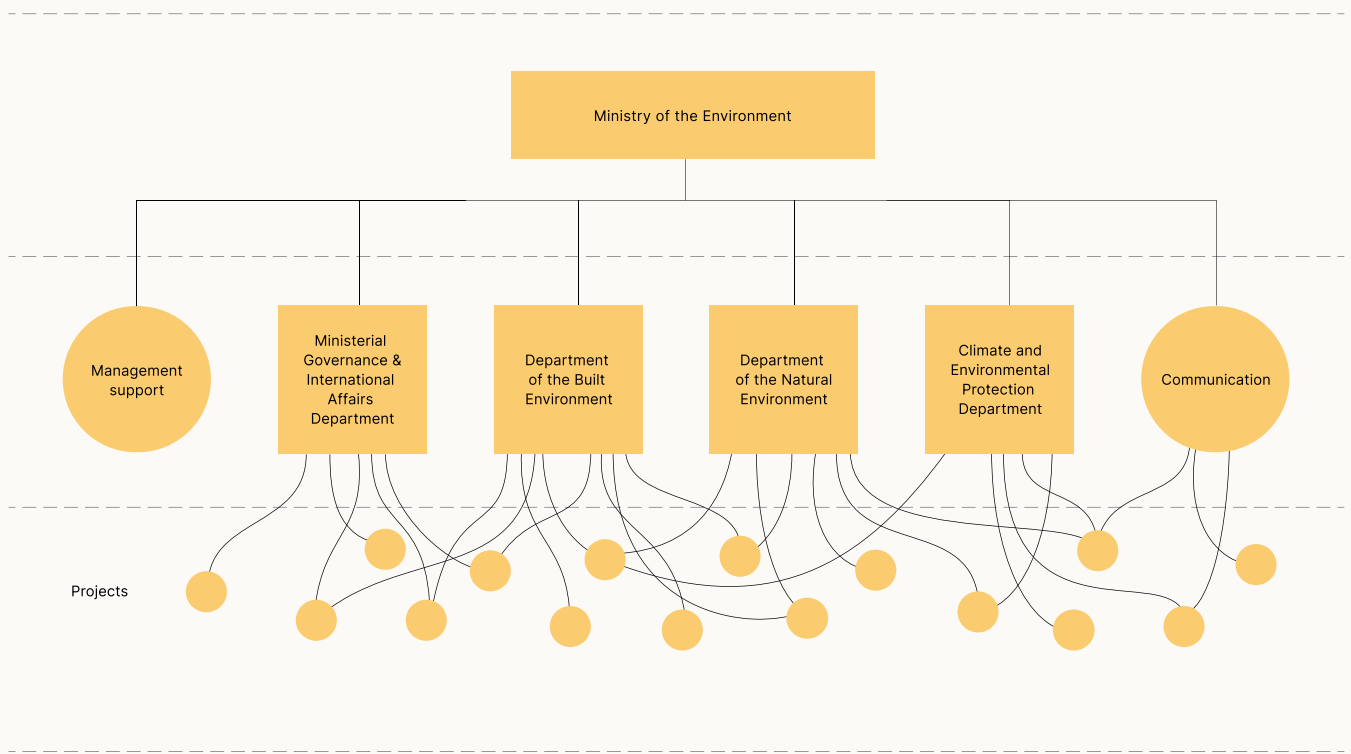 Ministry of the Environment
Management
support
Ministerial
Governance &
International
Affairs
Department
Department
of the Built
Environment
Department
of the Natural
Environment
Climate and
Environmental
Protection
Department
Communication
Projects